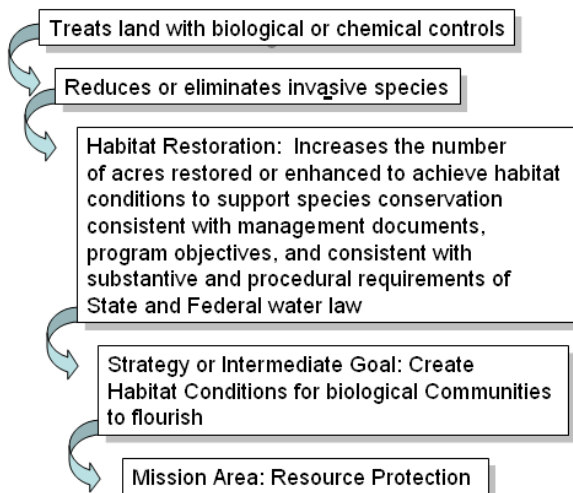 Treats land with biological or chemical controls
Reduces or eliminates invasive species
Habitat Restoration: Increases the number
of acres restored or enhanced to achieve habitat
conditions to support species conservation
consistent with management documents,
program objectives, and consistent with
substantive and procedural requirements of
State and Federal water law
Strategy or Intermediate Goal: Create
Habitat Conditions for biological Communities
to flourish
Mission Area: Resource Protection